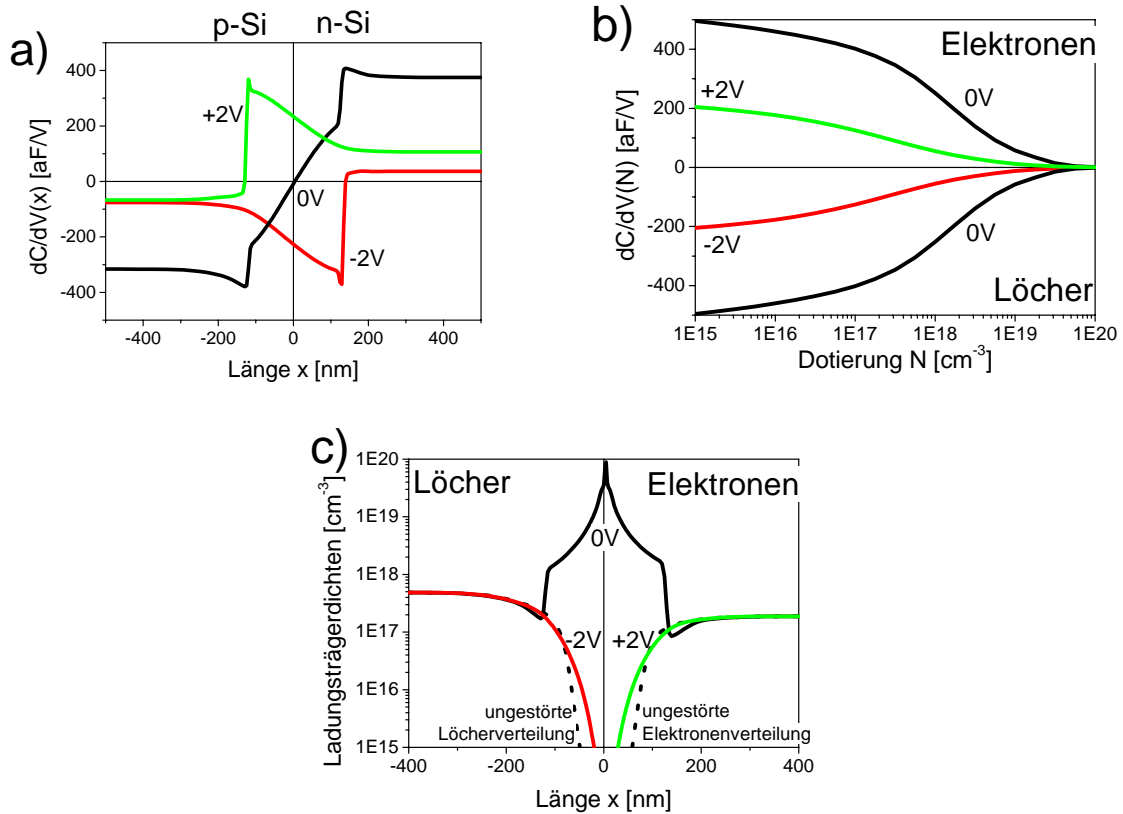 a)
p-Si n-Si
dC/dV(x) [aF/V]
400
200
0
-200
-400
+2V
0V
-2V
-400 -200 0 200 400
Länge x [nm]
b)
Elektronen
dC/dV(N) [aF/V]
400
200
0
-200
-400
0V
+2V
-2V
0V
Löcher
1E15 1E16 1E17 1E18 1E19 1E20
Dotierung N [cm-3]
c)
Löcher Elektronen
Ladungsträgerdichten [cm-3]
1E20
1E19
1E18
1E17
1E16
1E15
0V
-2V +2V
ungestörte
Löcherverteilung
ungestörte
Elektronenverteilung
-400 -200 0 200 400
Länge x [nm]